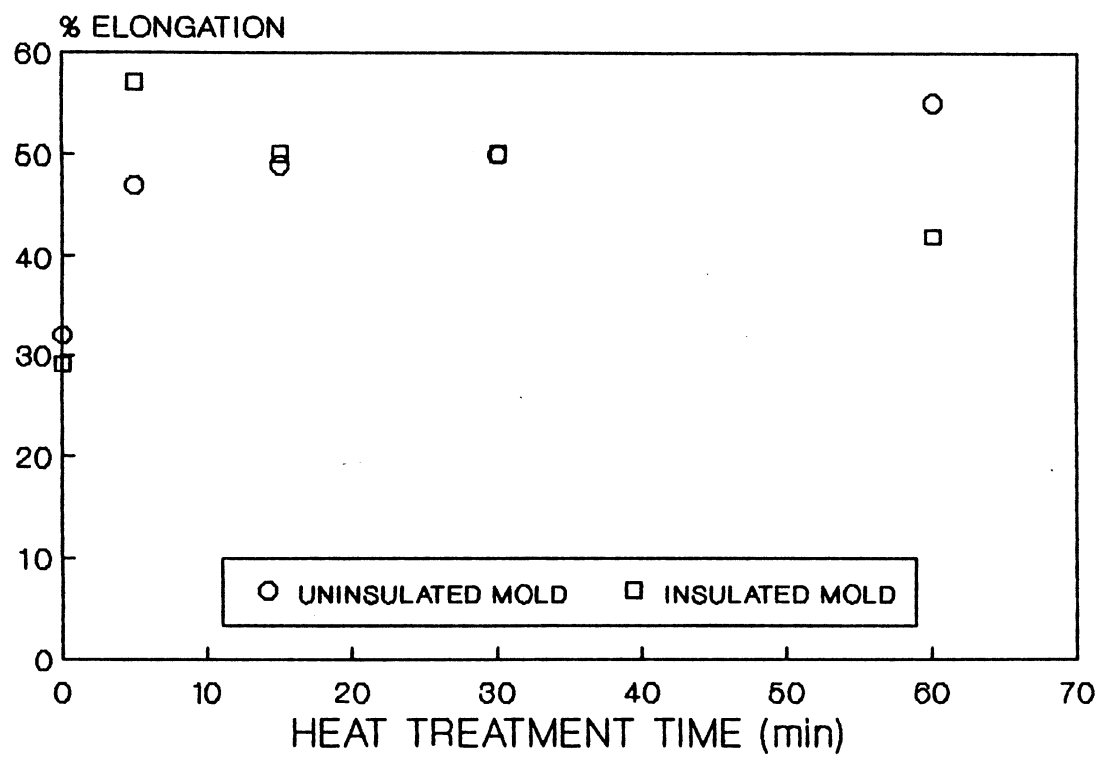 % ELONGATION
60
50
40
30
20
10
0
○ UNINSULATED MOLD □ INSULATED MOLD
0 10 20 30 40 50 60 70
HEAT TREATMENT TIME (min)